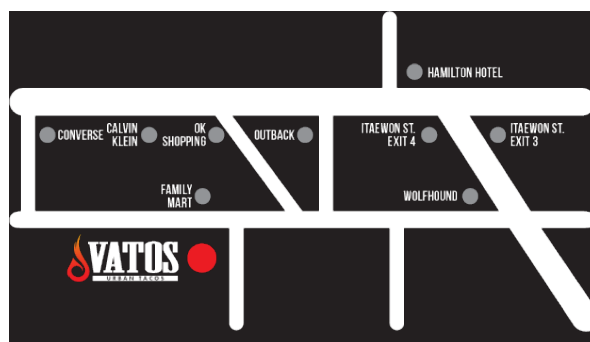 HAMILTON HOTEL
CONVERSE
CALVIN
KLEIN
OK
SHOPPING
OUTBACK
ITAEWON ST.
EXIT 4
ITAEWON ST.
EXIT 3
FAMILY
MART
WOLFHOUND
VATOS
URBAN TACOS